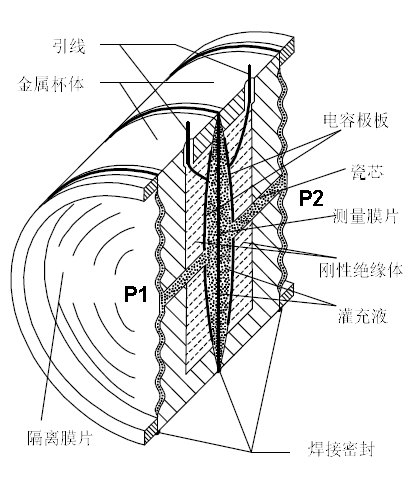 引线
金属杯体
电容极板
瓷芯
P2
测量膜片
刚性绝缘体
P1
灌充液
隔离膜片
焊接密封